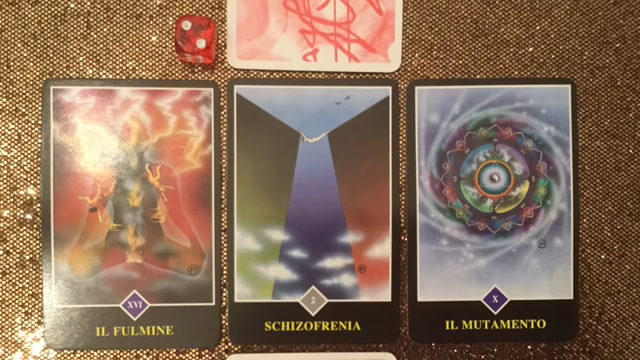 XVI
IL FULMINE
2
SCHIZOFRENIA
X
IL MUTAMENTO